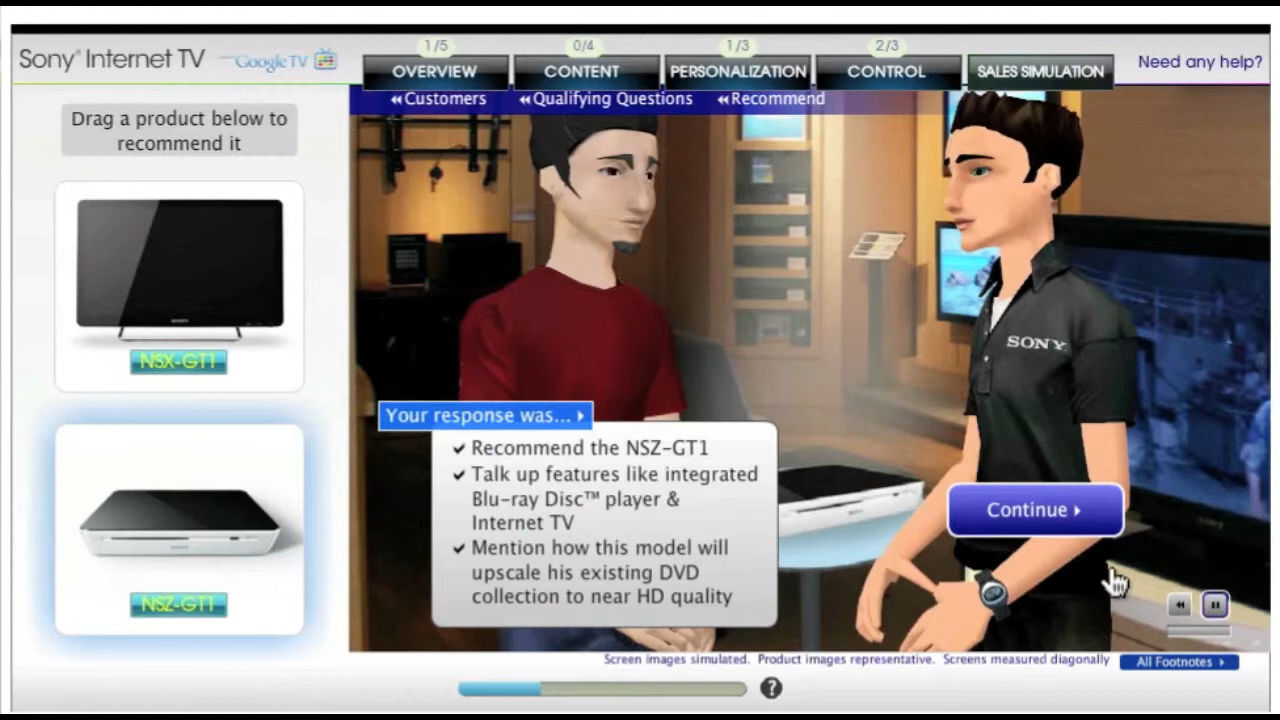 Sony® Internet TV
Google TV
1/5
0/4
1/3
2/3
OVERVIEW
CONTENT
PERSONALIZATION
CONTROL
SALES SIMULATION
Need any help?
Customers
Qualifying Questions
Recommend
Drag a product below to
recommend it
SONY
NSX-GT1
NSZ-GT1
SONY
Your response was...
Recommend the NSZ-GT1
Talk up features like integrated
Blu-ray Disc™ player &
Internet TV
Mention how this model will
upscale his existing DVD
collection to near HD quality
Continue
Screen images simulated. Product images representative. Screens measured diagonally
All Footnotes
?